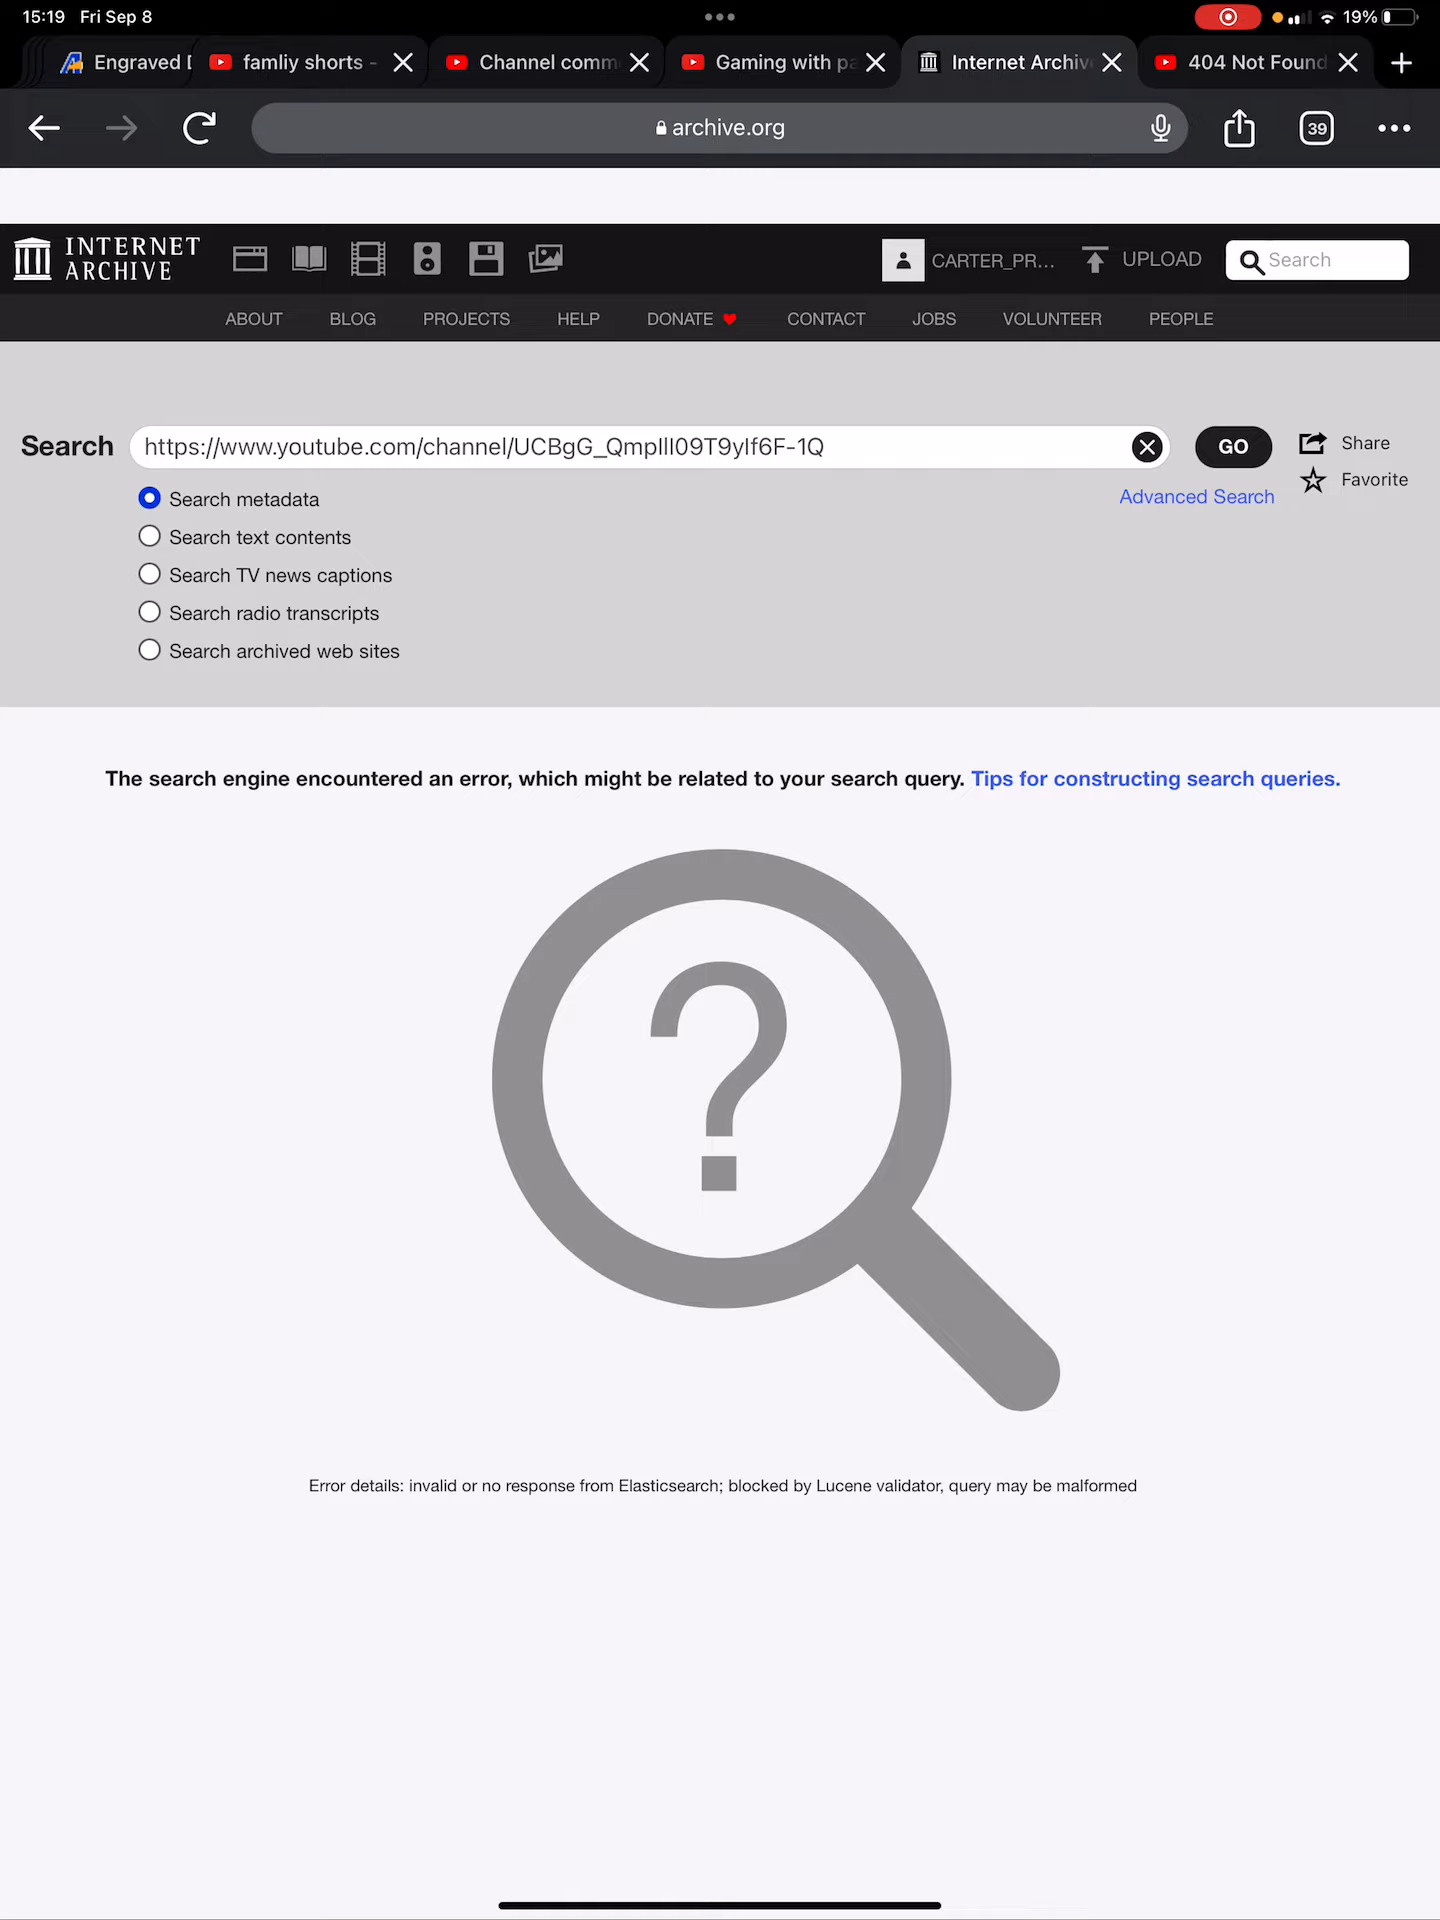 15:19 Fri Sep 8
19%
Engraved
famliy shorts -
Channel comm
Gaming with pa
Internet Archiv
404 Not Found
archive.org
39
INTERNET
ARCHIVE
CARTER_PR...
UPLOAD
Search
ABOUT
BLOG
PROJECTS
HELP
DONATE
CONTACT
JOBS
VOLUNTEER
PEOPLE
Search
https://www.youtube.com/channel/UCBgG_QmpIlI09T9yIf6F-1Q
GO
Share
Favorite
Advanced Search
Search metadata
Search text contents
Search TV news captions
Search radio transcripts
Search archived web sites
The search engine encountered an error, which might be related to your search query. Tips for constructing search queries.
?
Error details: invalid or no response from Elasticsearch; blocked by Lucene validator, query may be malformed